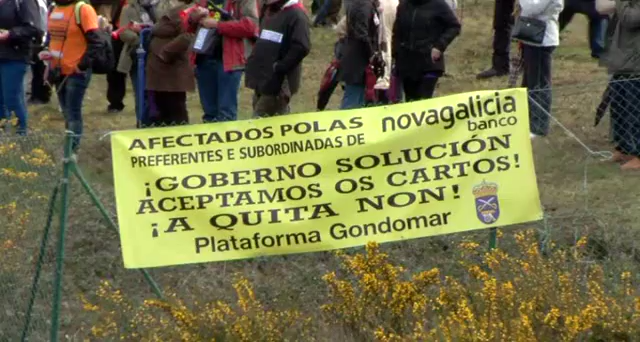 AFECTADOS POLAS
PREFERENTES E SUBORDINADAS DE
novagalicia
banco
¡GOBERNO SOLUCIÓN
ACEPTAMOS OS CARTOS!
¡A QUITA NON!
Plataforma Gondomar